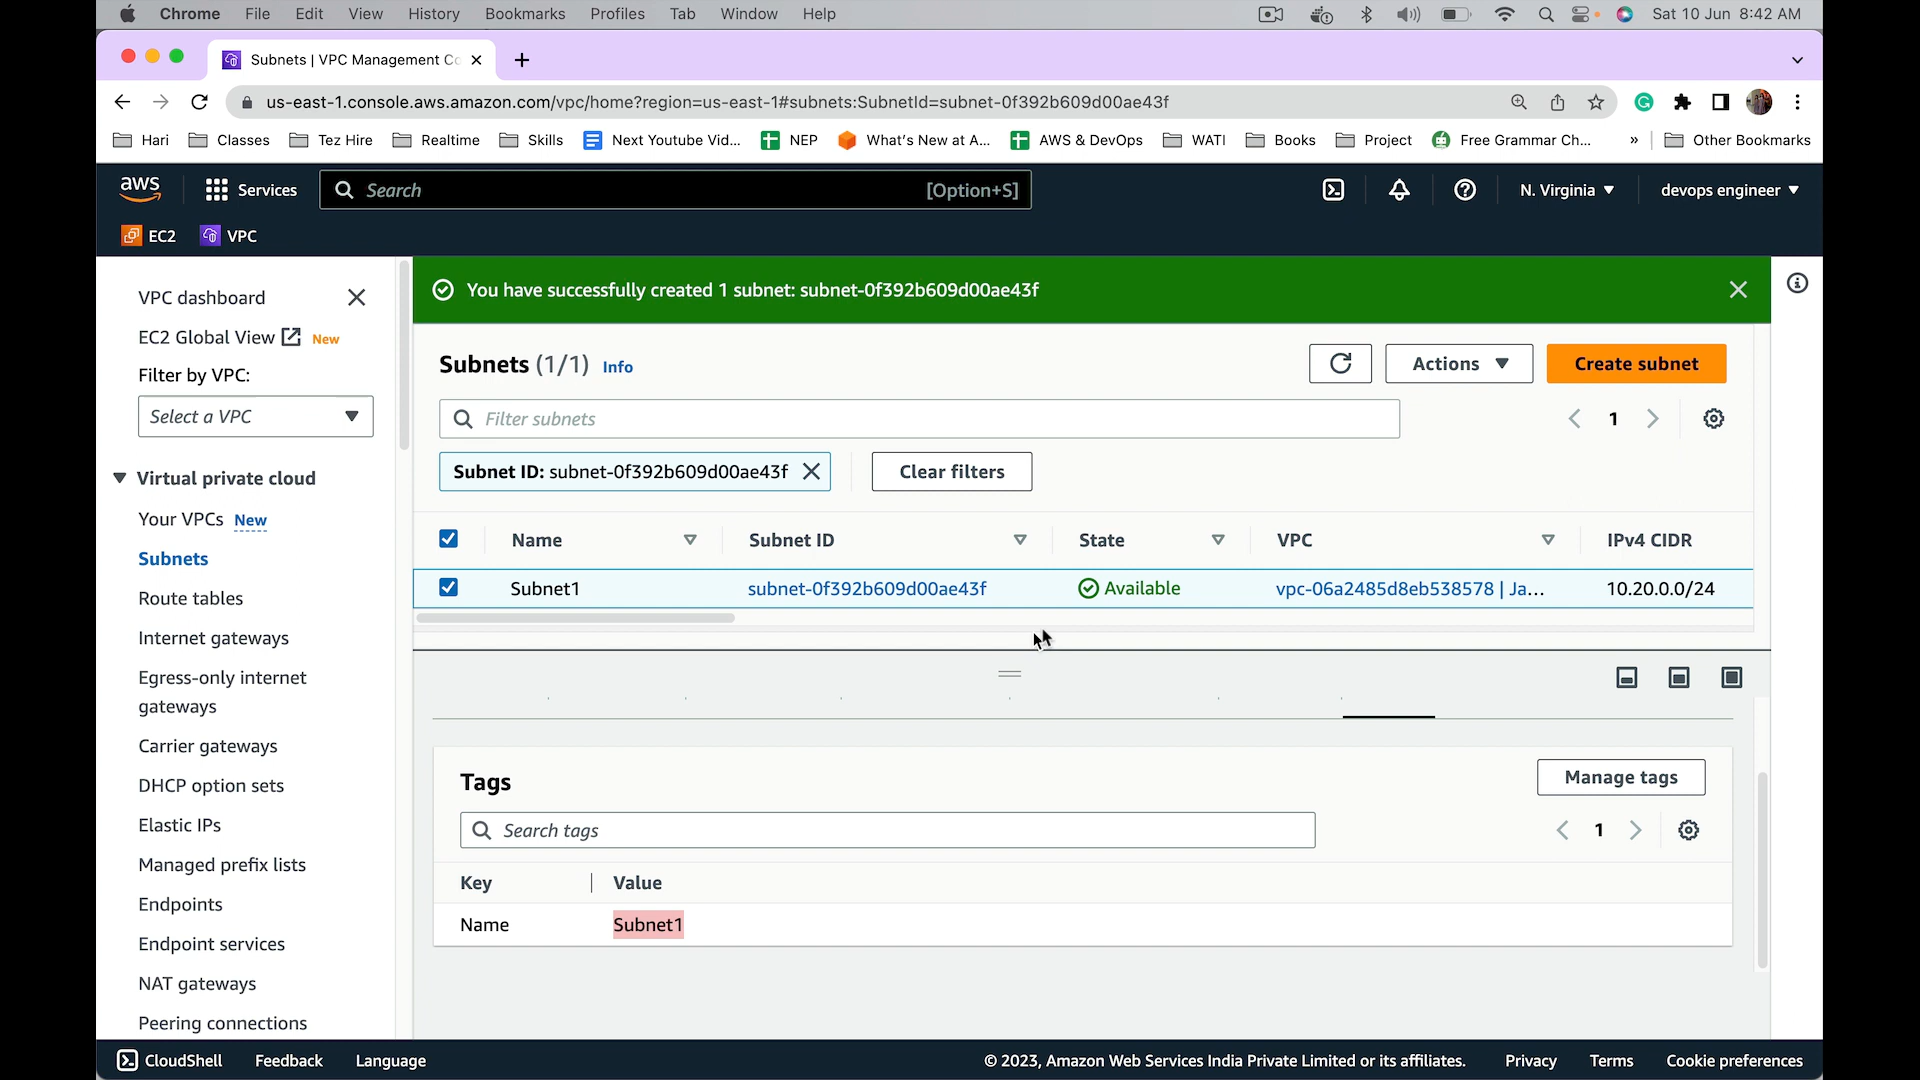 Chrome File Edit View History Bookmarks Profiles Tab Window Help Sat 10 Jun 8:42 AM
Subnets | VPC Management Co
us-east-1.console.aws.amazon.com/vpc/home?region=us-east-1#subnets:SubnetId=subnet-0f392b609d00ae43f
Hari Classes Tez Hire Realtime Skills Next Youtube Vid... NEP What's New at A... AWS & DevOps WATI Books Project Free Grammar Ch... » Other Bookmarks
aws Services Search [Option+S] N. Virginia devops engineer
EC2 VPC
VPC dashboard
EC2 Global View New
Filter by VPC:
Select a VPC
Virtual private cloud
Your VPCs New
Subnets
Route tables
Internet gateways
Egress-only internet
gateways
Carrier gateways
DHCP option sets
Elastic IPs
Managed prefix lists
Endpoints
Endpoint services
NAT gateways
Peering connections
You have successfully created 1 subnet: subnet-0f392b609d00ae43f
Subnets (1/1) Info Actions Create subnet
Filter subnets 1
Subnet ID: subnet-0f392b609d00ae43f Clear filters
Name Subnet ID State VPC IPv4 CIDR
Subnet1 subnet-0f392b609d00ae43f Available vpc-06a2485d8eb538578 | Ja... 10.20.0.0/24
Tags Manage tags
Search tags 1
Key Value
Name Subnet1
CloudShell Feedback Language © 2023, Amazon Web Services India Private Limited or its affiliates. Privacy Terms Cookie preferences